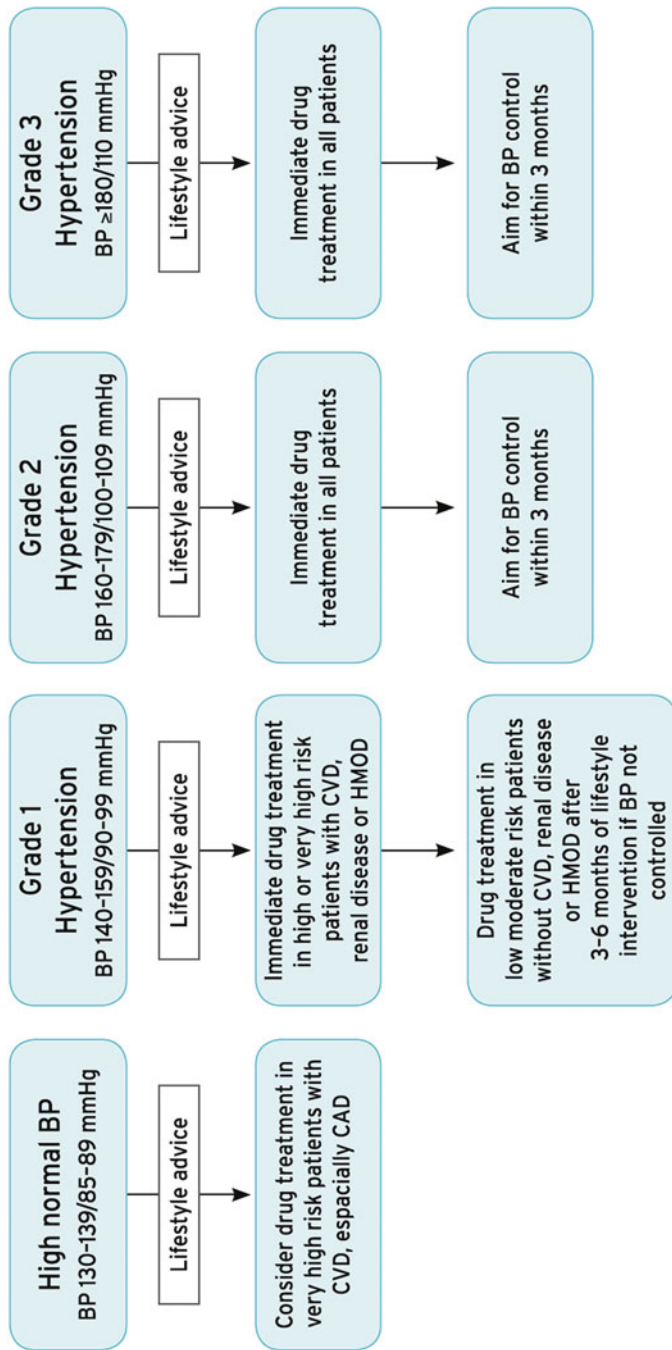 High normal BP
BP 130-139/85-89 mmHg
Lifestyle advice
Consider drug treatment in
very high risk patients with
CVD, espacially CAD
Grade 1
Hypertension
BP 140-159/90-99 mmHg
Lifestyle advice
Immediate drug treatment
in high or very high risk
patients with CVD,
renal disease or HMOD
Drug treatment in
low moderate risk patients
without CVD, renal disease
or HMOD after
3-6 months of lifestyle
intervention if BP not
controlled
Grade 2
Hypertension
BP 160-179/100-109 mmHg
Lifestyle advice
Immediate drug
treatment in all patients
Aim for BP control
within 3 months
Grade 3
Hypertension
BP ≥180/110 mmHg
Lifestyle advice
Immediate drug
treatment in all patients
Aim for BP control
within 3 months